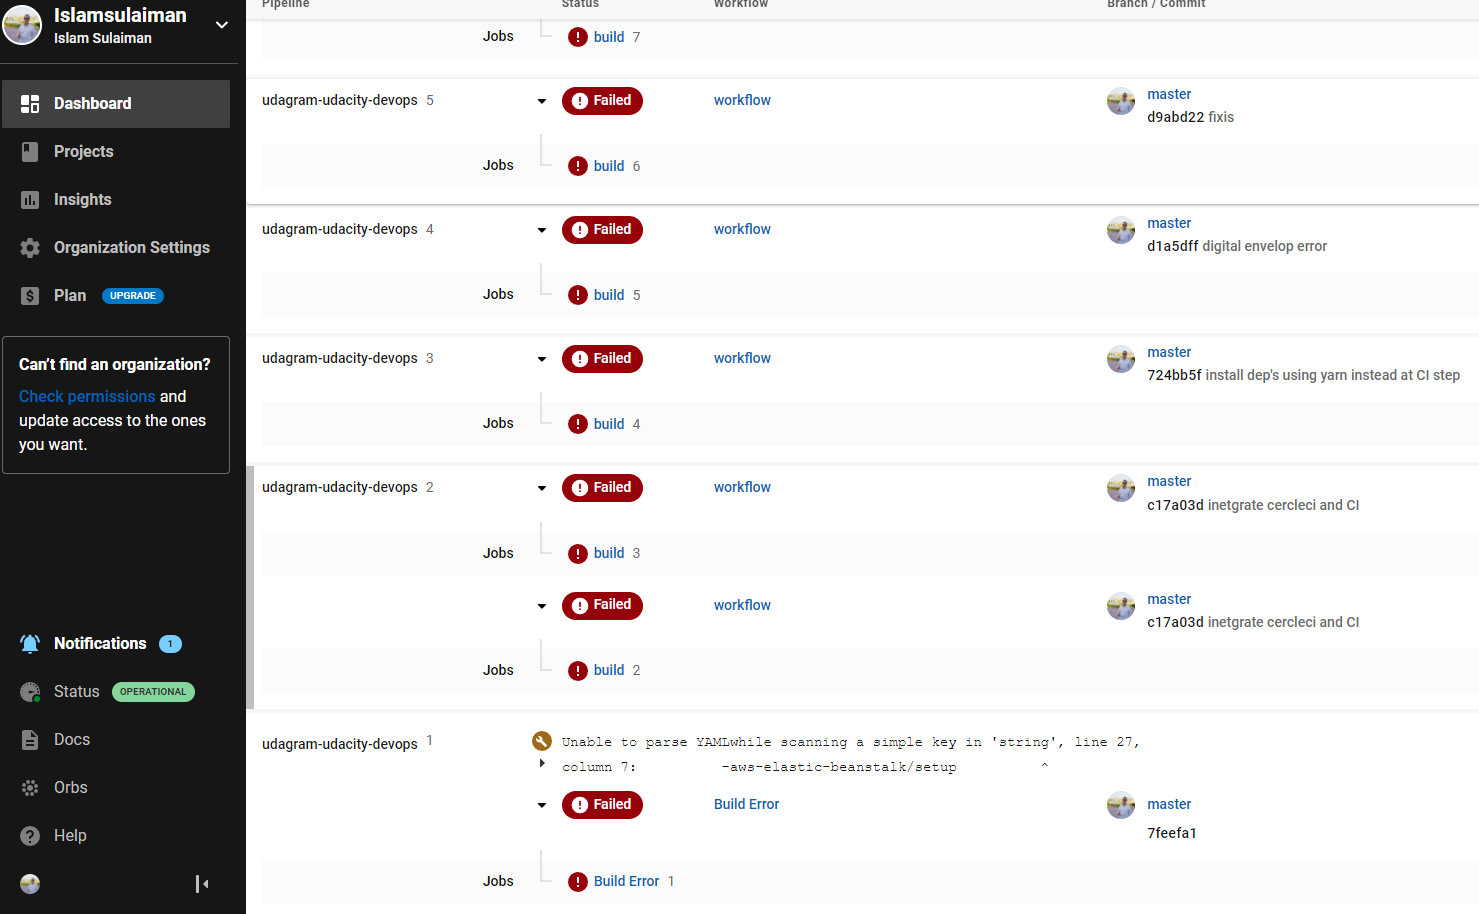 Islamsulaiman
Islam Sulaiman
Dashboard
Projects
Insights
Organization Settings
Plan UPGRADE
Can't find an organization?
Check permissions and
update access to the ones
you want.
Notifications 1
Status OPERATIONAL
Docs
Orbs
Help
Pipeline Status Workflow Branch / Commit
Jobs build 7
udagram-udacity-devops 5 Failed workflow master
d9abd22 fixis
Jobs build 6
udagram-udacity-devops 4 Failed workflow master
d1a5dff digital envelop error
Jobs build 5
udagram-udacity-devops 3 Failed workflow master
724bb5f install dep's using yarn instead at CI step
Jobs build 4
udagram-udacity-devops 2 Failed workflow master
c17a03d inetgrate cercleci and CI
Jobs build 3
Failed workflow master
c17a03d inetgrate cercleci and CI
Jobs build 2
udagram-udacity-devops 1 Unable to parse YAMLwhile scanning a simple key in 'string', line 27,
column 7: -aws-elastic-beanstalk/setup ^
Failed Build Error master
7feefa1
Jobs Build Error 1